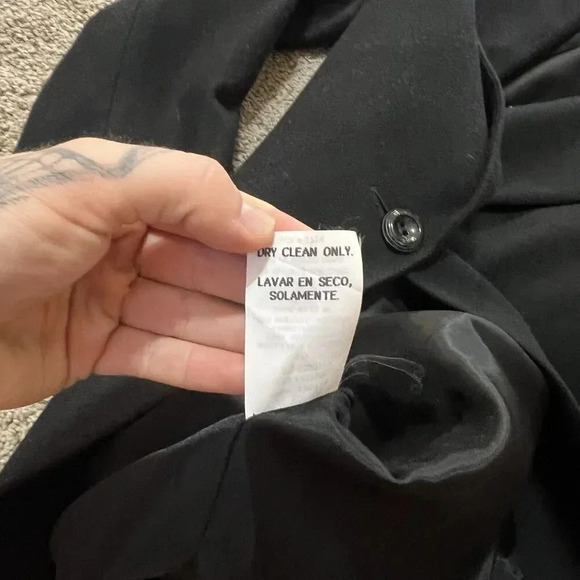 DRY CLEAN ONLY.
LAVAR EN SECO,
SOLAMENTE.